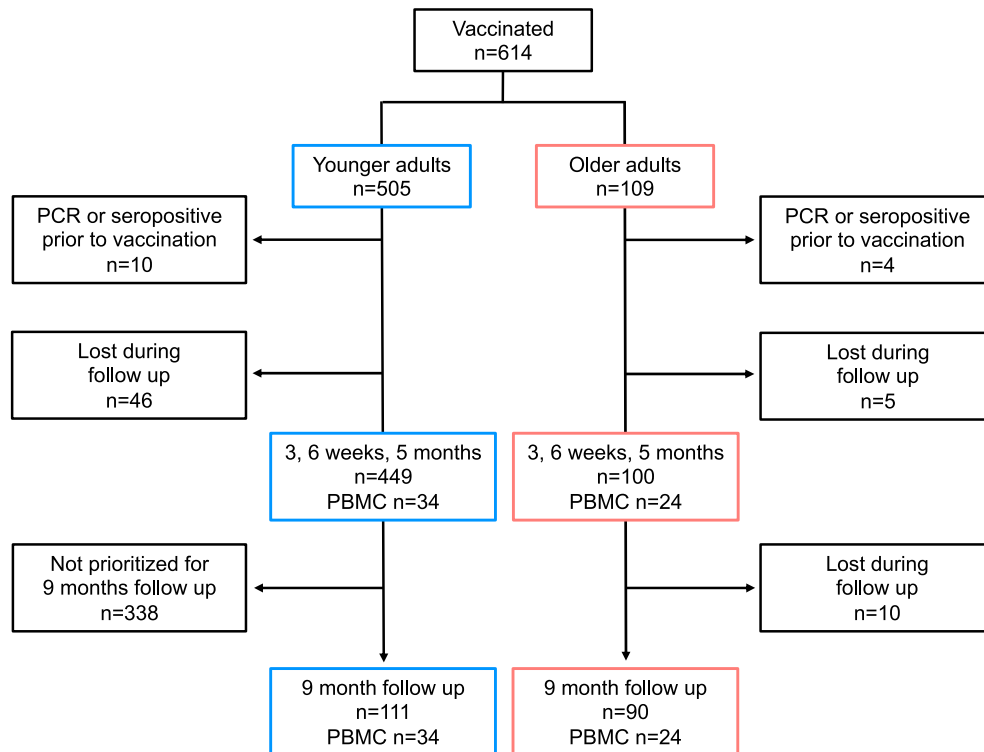 Vaccinated
n=614
Younger adults
n=505
Older adults
n=109
PCR or seropositive
prior to vaccination
n=10
PCR or seropositive
prior to vaccination
n=4
Lost during
follow up
n=46
Lost during
follow up
n=5
3, 6 weeks, 5 months
n=449
PBMC n=34
3, 6 weeks, 5 months
n=100
PBMC n=24
Not prioritized for
9 months follow up
n=338
Lost during
follow up
n=10
9 month follow up
n=111
PBMC n=34
9 month follow up
n=90
PBMC n=24